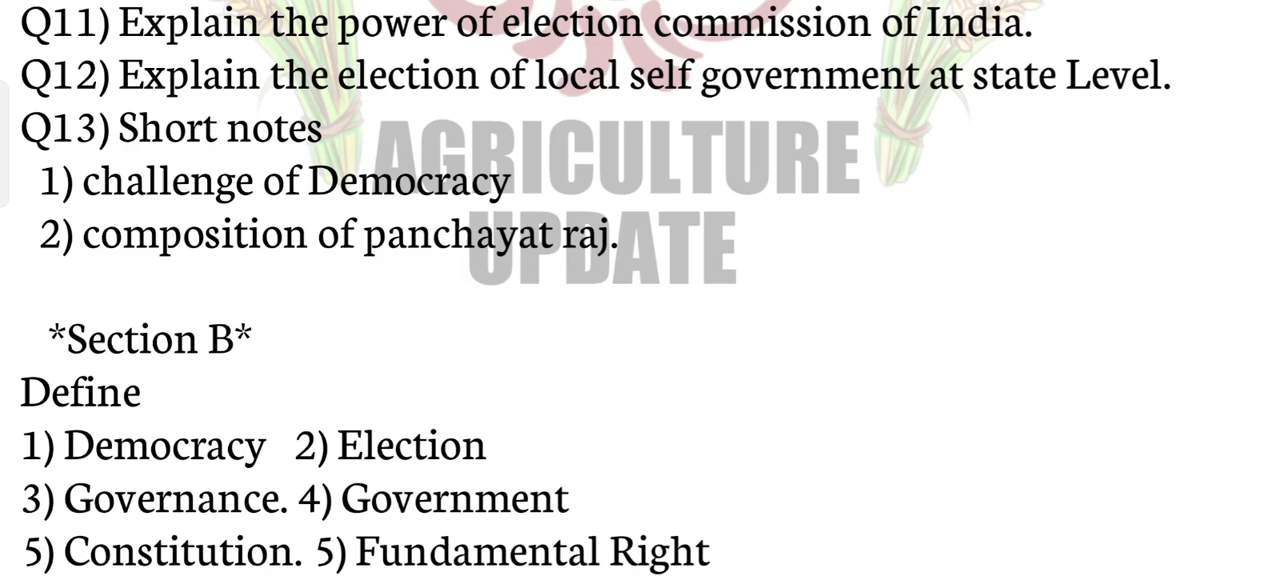 Q11) Explain the power of election commission of India.
Q12) Explain the election of local self government at state Level.
Q13) Short notes
1) challenge of Democracy
2) composition of panchayat raj.
AGRICULTURE
UPDATE
*Section B*
Define
1) Democracy 2) Election
3) Governance. 4) Government
5) Constitution. 5) Fundamental Right